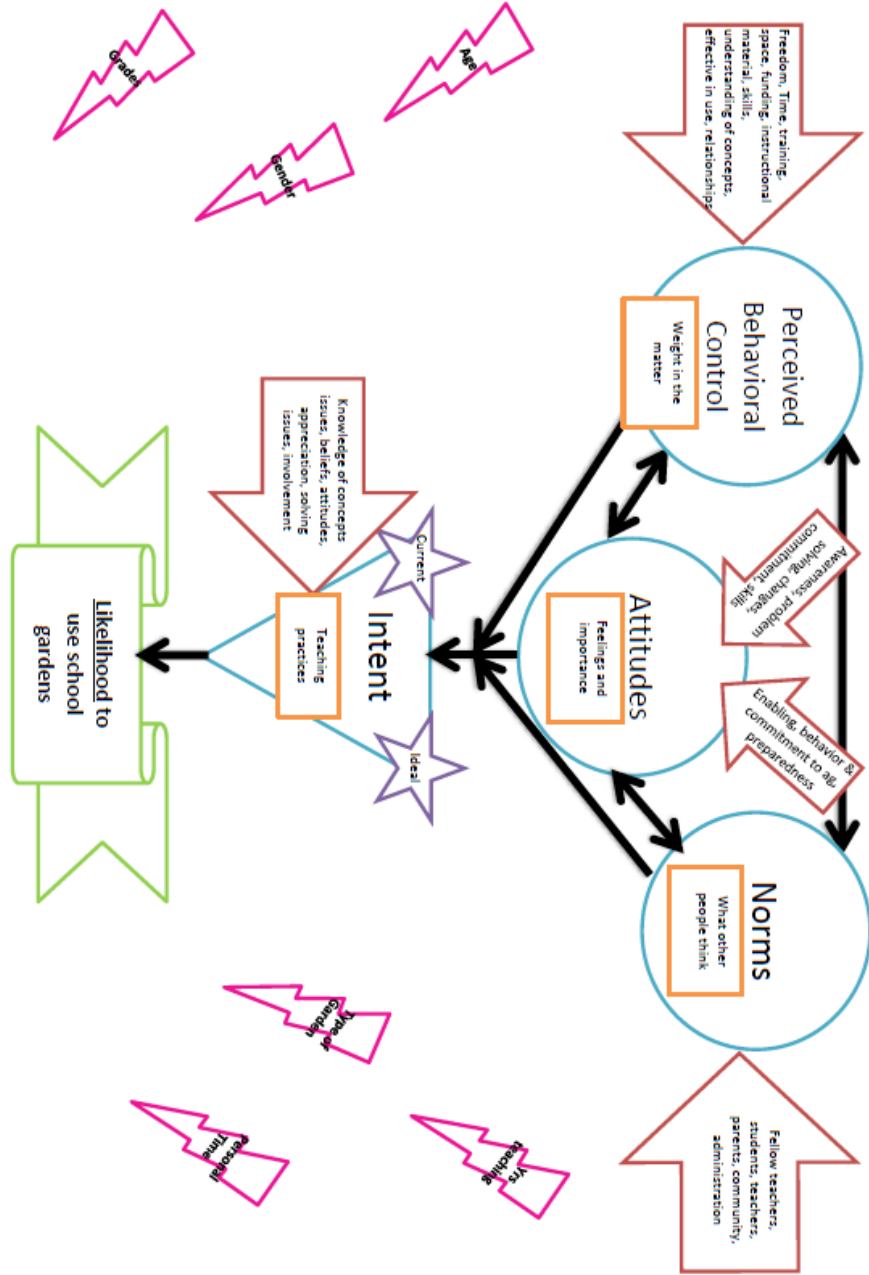 Freedom, Time, training,
space, funding, instructional
material, skills,
understanding of concepts,
effective in use, relationships
Perceived
Behavioral
Control
Weight in the
matter
Awareness, problem
solving, changes,
commitment, skills
Attitudes
Feelings and
importance
Enabling, behavior &
commitment to ag,
preparedness
Norms
What other
people think
Fellow teachers,
students, teachers,
parents, community,
administration
Age
Gender
Grades
Knowledge of concepts
issues, beliefs, attitudes,
appreciation, solving
issues, involvement
Current
Intent
Teaching
practices
Ideal
Yrs
teaching
Type of
Garden
Personal
Time
Likelihood to
use school
gardens